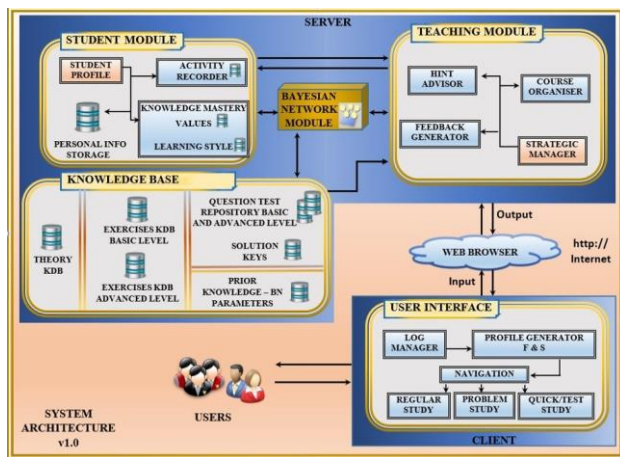 SERVER
STUDENT MODULE
STUDENT
PROFILE
ACTIVITY
RECORDER
KNOWLEDGE MASTERY
VALUES
LEARNING STYLE
PERSONAL INFO
STORAGE
BAYESIAN
NETWORK
MODULE
TEACHING MODULE
HINT
ADVISOR
COURSE
ORGANISER
FEEDBACK
GENERATOR
STRATEGIC
MANAGER
KNOWLEDGE BASE
THEORY
KDB
EXERCISES KDB
BASIC LEVEL
EXERCISES KDB
ADVANCED LEVEL
QUESTION TEST
REPOSITORY BASIC
AND ADVANCED LEVEL
SOLUTION
KEYS
PRIOR
KNOWLEDGE – BN
PARAMETERS
Output
WEB BROWSER
http://
Internet
Input
USER INTERFACE
LOG
MANAGER
PROFILE GENERATOR
F & S
NAVIGATION
REGULAR
STUDY
PROBLEM
STUDY
QUICK/TEST
STUDY
CLIENT
USERS
SYSTEM
ARCHITECTURE
v1.0